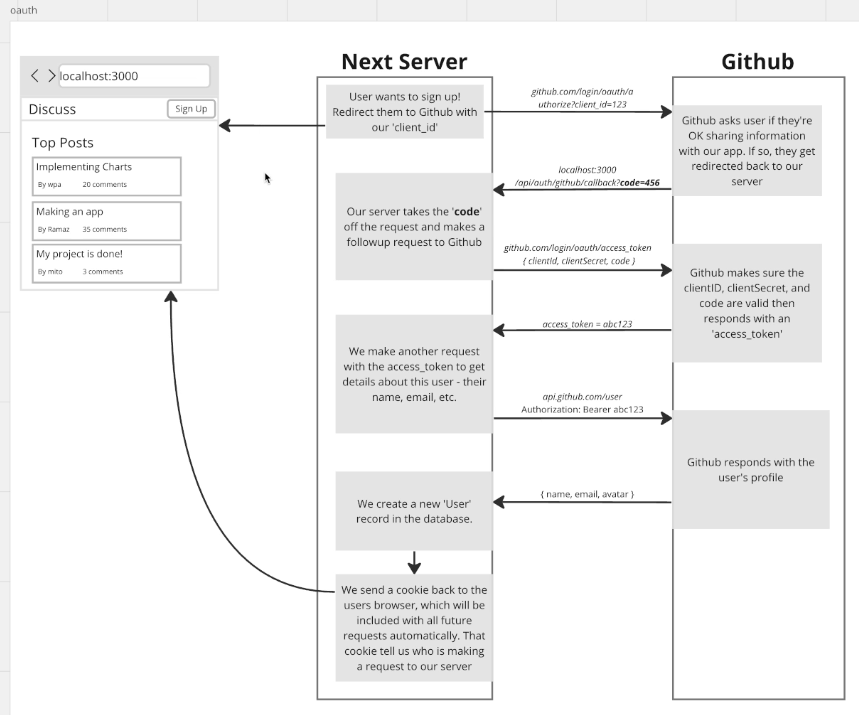 oauth
Next Server
Github
localhost:3000
Discuss
Sign Up
Top Posts
Implementing Charts
By wpa 20 comments
Making an app
By Ramaz 35 comments
My project is done!
By mito 3 comments
User wants to sign up!
Redirect them to Github with
our 'client_id'
github.com/login/oauth/a
uthorize?client_id=123
Github asks user if they're
OK sharing information
with our app. If so, they get
redirected back to our
server
localhost:3000
/api/auth/github/callback?code=456
Our server takes the 'code'
off the request and makes a
followup request to Github
github.com/login/oauth/access_token
{ clientId, clientSecret, code }
Github makes sure the
clientID, clientSecret, and
code are valid then
responds with an
'access_token'
access_token = abc123
We make another request
with the access_token to get
details about this user - their
name, email, etc.
api.github.com/user
Authorization: Bearer abc123
Github responds with the
user's profile
{ name, email, avatar }
We create a new 'User'
record in the database.
We send a cookie back to the
users browser, which will be
included with all future
requests automatically. That
cookie tell us who is making
a request to our server